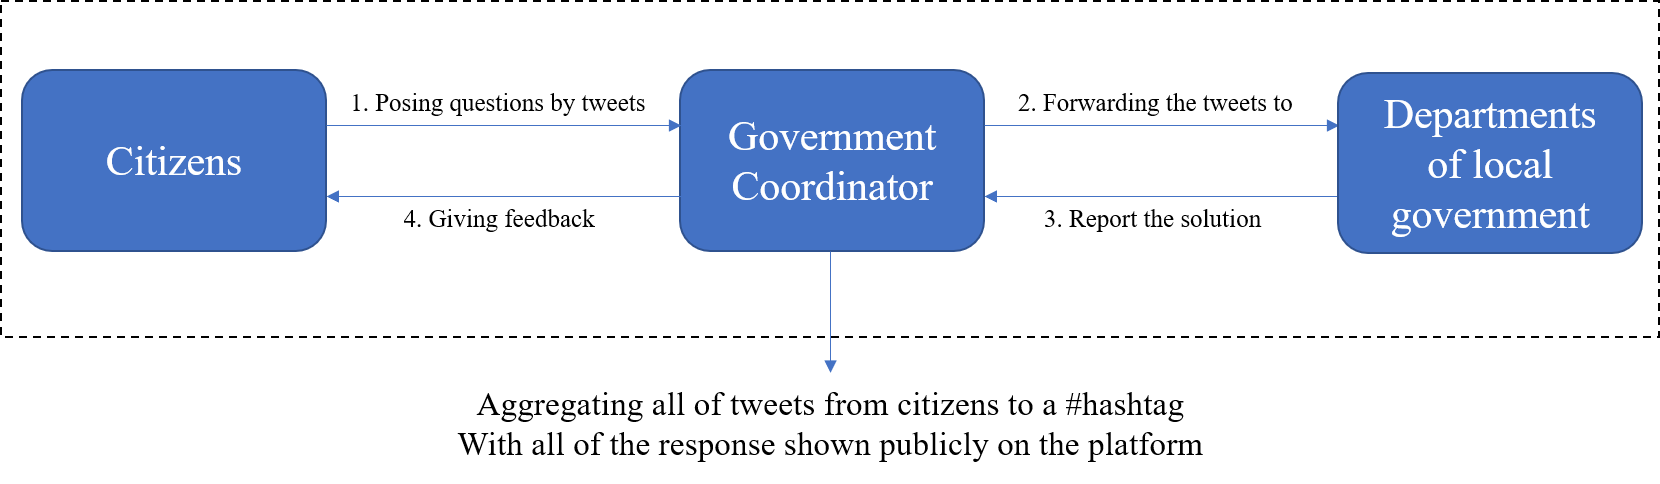 Citizens
1. Posing questions by tweets
4. Giving feedback
Government
Coordinator
2. Forwarding the tweets to
3. Report the solution
Departments
of local
government
Aggregating all of tweets from citizens to a #hashtag
With all of the response shown publicly on the platform